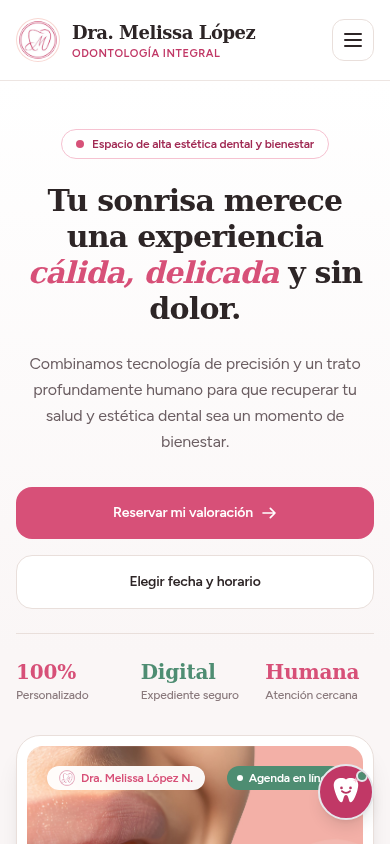 Dra. Melissa López
ODONTOLOGÍA INTEGRAL
Espacio de alta estética dental y bienestar
Tu sonrisa merece
una experiencia
cálida, delicada y sin
dolor.
Combinamos tecnología de precisión y un trato
profundamente humano para que recuperar tu
salud y estética dental sea un momento de
bienestar.
Reservar mi valoración →
Elegir fecha y horario
100% Digital Humana
Personalizado Expediente seguro Atención cercana
Dra. Melissa López N. Agenda en